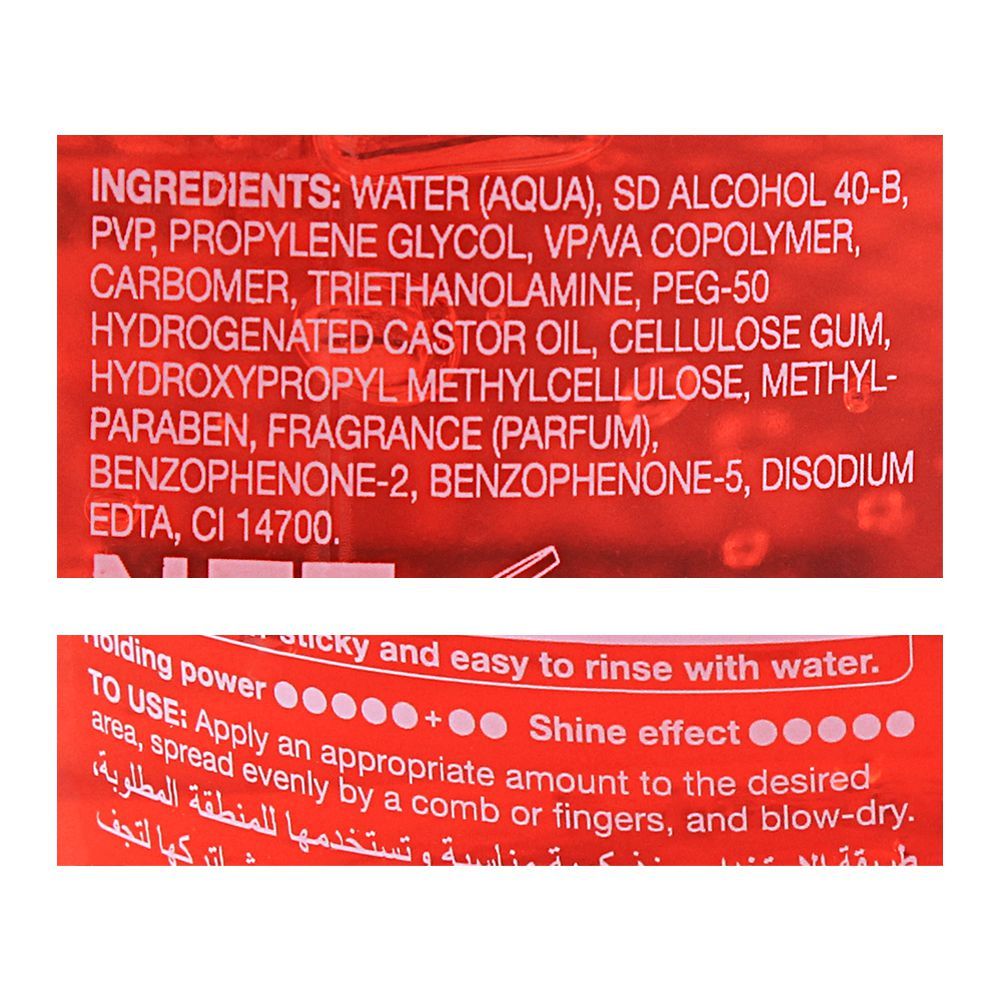 INGREDIENTS: WATER (AQUA), SD ALCOHOL 40-B,
PVP, PROPYLENE GLYCOL, VP/VA COPOLYMER,
CARBOMER, TRIETHANOLAMINE, PEG-50
HYDROGENATED CASTOR OIL, CELLULOSE GUM,
HYDROXYPROPYL METHYLCELLULOSE, METHYL-
PARABEN, FRAGRANCE (PARFUM),
BENZOPHENONE-2, BENZOPHENONE-5, DISODIUM
EDTA, CI 14700.
sticky and easy to rinse with water.
holding power ●●●●●+●● Shine effect ●●●●●
TO USE: Apply an appropriate amount to the desired
area, spread evenly by a comb or fingers, and blow-dry.
مناسبة و تستخدمها للمنطقة المطلوبة،
لتجف